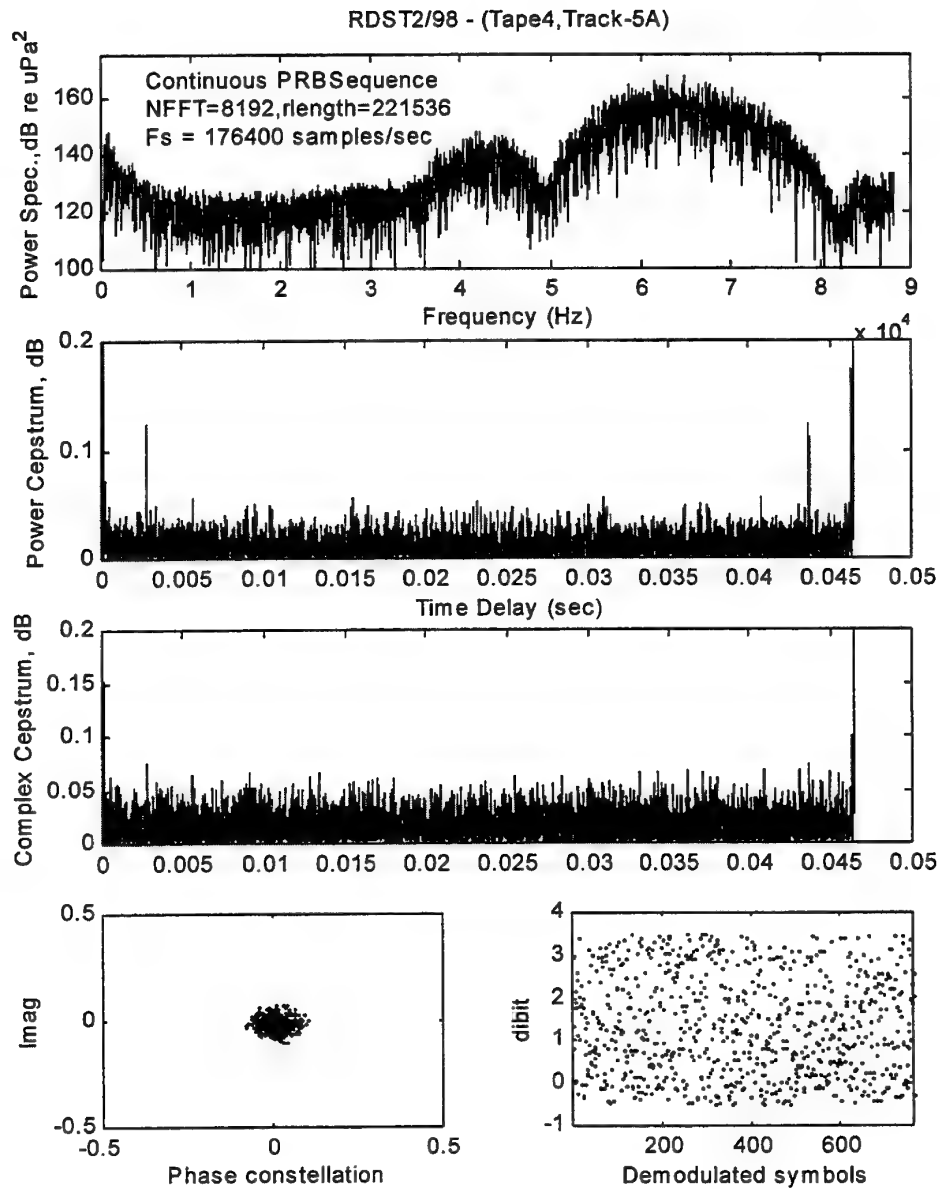 RDST2/98 - (Tape4,Track-5A)
Power Spec.,dB re uPa²
160
140
120
100
Continuous PRBSequence
NFFT=8192,rlength=221536
Fs = 176400 samples/sec
0 1 2 3 4 5 6 7 8 9
Frequency (Hz)
x 10⁴
Power Cepstrum, dB
0.2
0.1
0
0 0.005 0.01 0.015 0.02 0.025 0.03 0.035 0.04 0.045 0.05
Time Delay (sec)
Complex Cepstrum, dB
0.2
0.15
0.1
0.05
0
0 0.005 0.01 0.015 0.02 0.025 0.03 0.035 0.04 0.045 0.05
Imag
0.5
0
-0.5
-0.5 0 0.5
Phase constellation
dibit
4
3
2
1
0
-1
200 400 600
Demodulated symbols